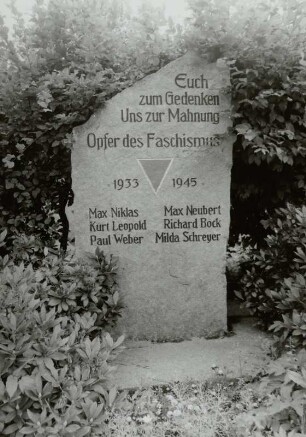 Euch
zum Gedenken
Uns zur Mahnung
Opfer des Faschismus
1933 1945
Max Niklas Max Neubert
Kurt Leopold Richard Bock
Paul Weber Milda Schreyer